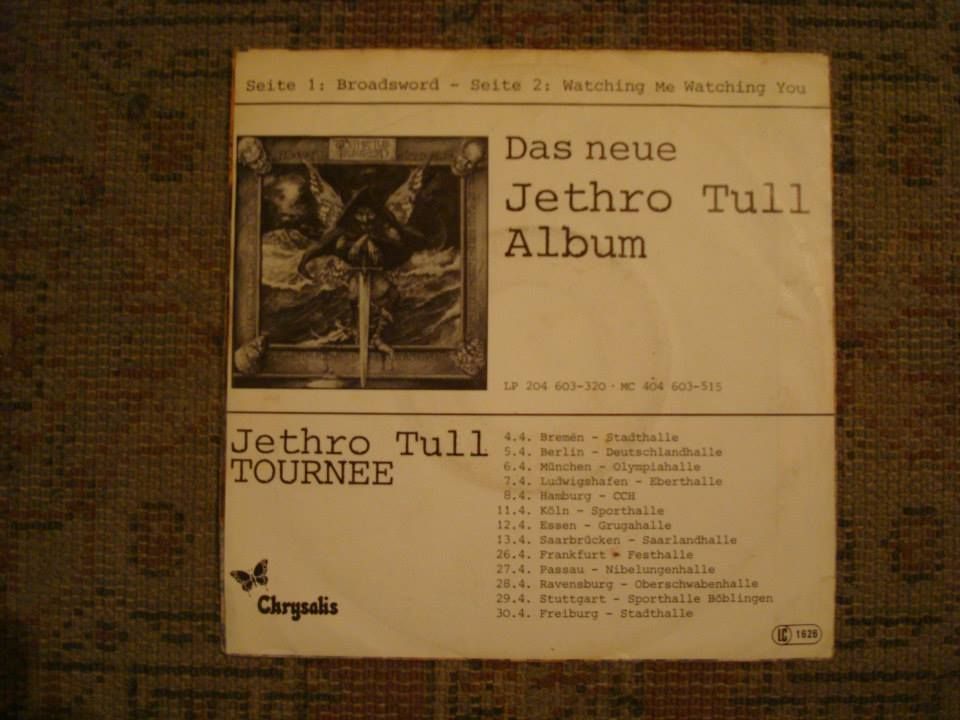 Seite 1: Broadsword - Seite 2: Watching Me Watching You
Das neue
Jethro Tull
Album
LP 204 603-320 · MC 404 603-515
Jethro Tull
TOURNEE
4.4. Bremen - Stadthalle
5.4. Berlin - Deutschlandhalle
6.4. München - Olympiahalle
7.4. Ludwigshafen - Eberthalle
8.4. Hamburg - CCH
11.4. Köln - Sporthalle
12.4. Essen - Grugahalle
13.4. Saarbrücken - Saarlandhalle
26.4. Frankfurt - Festhalle
27.4. Passau - Nibelungenhalle
28.4. Ravensburg - Oberschwabenhalle
29.4. Stuttgart - Sporthalle Böblingen
30.4. Freiburg - Stadthalle
Chrysalis
LC 1626